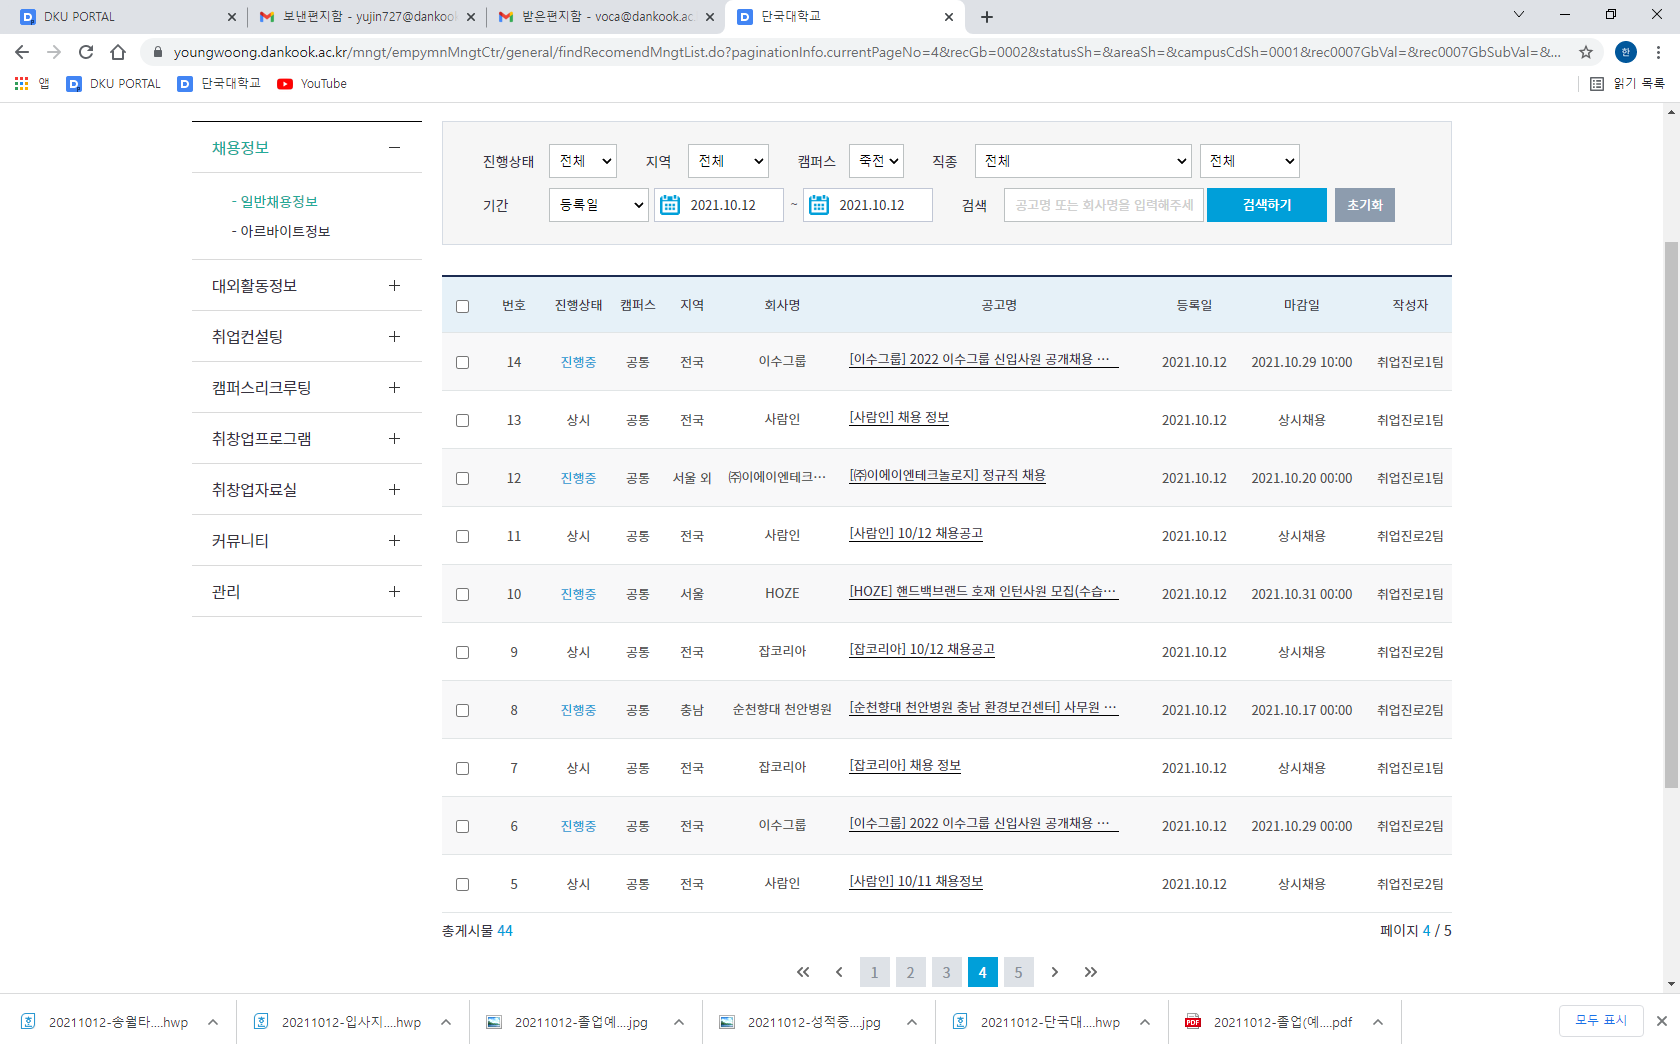 DKU PORTAL
보낸편지함 - yujin727@dankook
받은편지함 - voca@dankook.ac.
단국대학교
youngwoong.dankook.ac.kr/mngt/empymnMngtCtr/general/findRecomendMngtList.do?paginationInfo.currentPageNo=4&recGb=0002&statusSh=&areaSh=&campusCdSh=0001&rec0007GbVal=&rec0007GbSubVal=&...
한
앱 DKU PORTAL 단국대학교 YouTube 읽기 목록
채용정보
- 일반채용정보
- 아르바이트정보
대외활동정보
취업컨설팅
캠퍼스리크루팅
취창업프로그램
취창업자료실
커뮤니티
관리
진행상태 전체 지역 전체 캠퍼스 죽전 직종 전체 전체
기간 등록일 2021.10.12 ~ 2021.10.12 검색 공고명 또는 회사명을 입력해주세 검색하기 초기화
번호 진행상태 캠퍼스 지역 회사명 공고명 등록일 마감일 작성자
14 진행중 공통 전국 이수그룹 [이수그룹] 2022 이수그룹 신입사원 공개채용 ... 2021.10.12 2021.10.29 10:00 취업진로1팀
13 상시 공통 전국 사람인 [사람인] 채용 정보 2021.10.12 상시채용 취업진로1팀
12 진행중 공통 서울 외 ㈜이에이엔테크... [㈜이에이엔테크놀로지] 정규직 채용 2021.10.12 2021.10.20 00:00 취업진로1팀
11 상시 공통 전국 사람인 [사람인] 10/12 채용공고 2021.10.12 상시채용 취업진로2팀
10 진행중 공통 서울 HOZE [HOZE] 핸드백브랜드 호재 인턴사원 모집(수습... 2021.10.12 2021.10.31 00:00 취업진로1팀
9 상시 공통 전국 잡코리아 [잡코리아] 10/12 채용공고 2021.10.12 상시채용 취업진로2팀
8 진행중 공통 충남 순천향대 천안병원 [순천향대 천안병원 충남 환경보건센터] 사무원 ... 2021.10.12 2021.10.17 00:00 취업진로2팀
7 상시 공통 전국 잡코리아 [잡코리아] 채용 정보 2021.10.12 상시채용 취업진로1팀
6 진행중 공통 전국 이수그룹 [이수그룹] 2022 이수그룹 신입사원 공개채용 ... 2021.10.12 2021.10.29 00:00 취업진로2팀
5 상시 공통 전국 사람인 [사람인] 10/11 채용정보 2021.10.12 상시채용 취업진로2팀
총게시물 44 페이지 4 / 5
1 2 3 4 5
20211012-송월타....hwp 20211012-입사지....hwp 20211012-졸업예....jpg 20211012-성적증....jpg 20211012-단국대....hwp 20211012-졸업(예....pdf 모두 표시